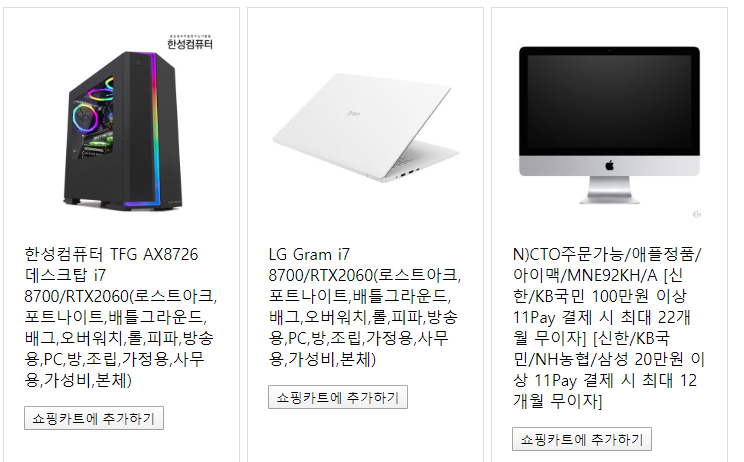 한성컴퓨터
gram
한성컴퓨터 TFG AX8726
데스크탑 i7
8700/RTX2060(로스트아크,
포트나이트,배틀그라운드,
배그,오버워치,롤,피파,방송
용,PC,방,조립,가정용,사무
용,가성비,본체)
쇼핑카트에 추가하기
LG Gram i7
8700/RTX2060(로스트아크,
포트나이트,배틀그라운드,
배그,오버워치,롤,피파,방송
용,PC,방,조립,가정용,사무
용,가성비,본체)
쇼핑카트에 추가하기
N)CTO주문가능/애플정품/
아이맥/MNE92KH/A [신
한/KB국민 100만원 이상
11Pay 결제 시 최대 22개
월 무이자] [신한/KB국
민/NH농협/삼성 20만원 이
상 11Pay 결제 시 최대 12
개월 무이자]
쇼핑카트에 추가하기